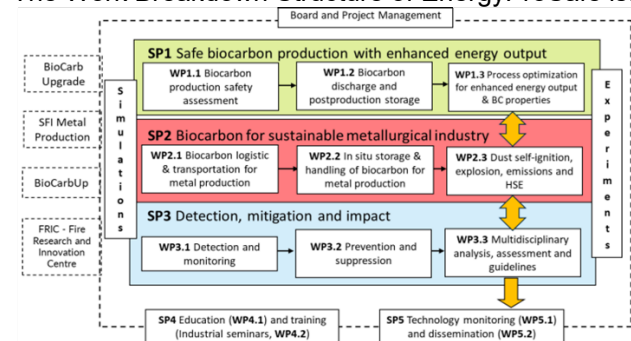 Board and Project Management
BioCarb
Upgrade
SFI Metal
Production
BioCarbUp
FRIC - Fire
Research and
Innovation
Centre
Simulations
SP1 Safe biocarbon production with enhanced energy output
WP1.1 Biocarbon
production safety
assessment
WP1.2 Biocarbon
discharge and
postproduction storage
WP1.3 Process optimization
for enhanced energy output
& BC properties
SP2 Biocarbon for sustainable metallurgical industry
WP2.1 Biocarbon logistic
& transportation for
metal production
WP2.2 In situ storage &
handling of biocarbon for
metal production
WP2.3 Dust self-ignition,
explosion, emissions and
HSE
SP3 Detection, mitigation and impact
WP3.1 Detection and
monitoring
WP3.2 Prevention and
suppression
WP3.3 Multidisciplinary
analysis, assessment and
guidelines
Experiments
SP4 Education (WP4.1) and training
(Industrial seminars, WP4.2)
SP5 Technology monitoring (WP5.1)
and dissemination (WP5.2)